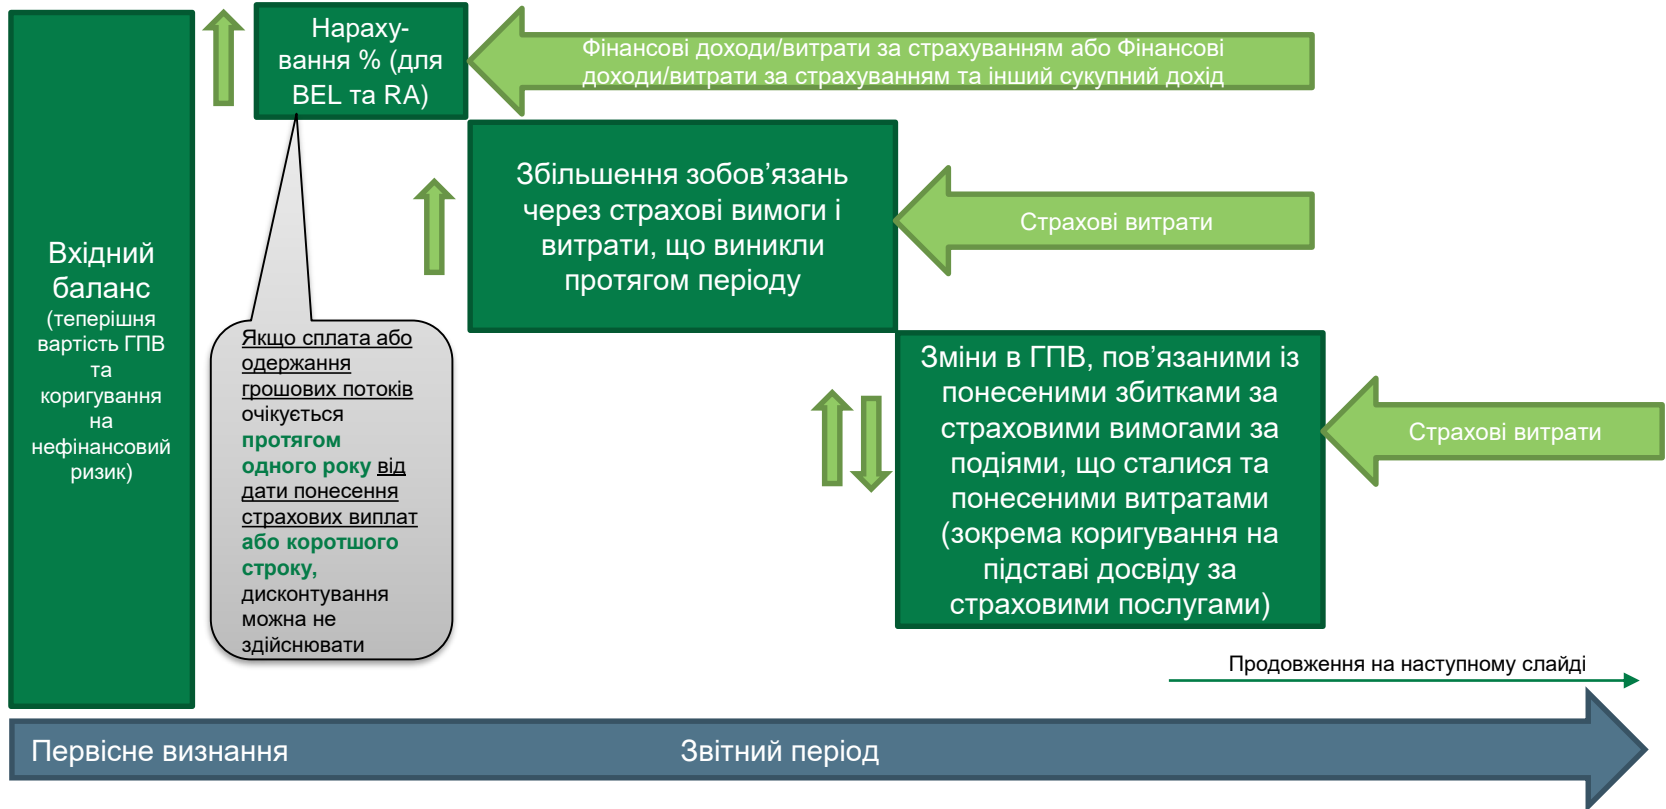 Вхідний
баланс
(теперішня
вартість ГПВ
та
коригування
на
нефінансовий
ризик)
Нараху-
вання % (для
BEL та RA)
Фінансові доходи/витрати за страхуванням або Фінансові
доходи/витрати за страхуванням та інший сукупний дохід
Збільшення зобов’язань
через страхові вимоги і
витрати, що виникли
протягом періоду
Страхові витрати
Якщо сплата або
одержання
грошових потоків
очікується
протягом
одного року від
дати понесення
страхових виплат
або коротшого
строку,
дисконтування
можна не
здійснювати
Зміни в ГПВ, пов’язаними із
понесеними збитками за
страховими вимогами за
подіями, що сталися та
понесеними витратами
(зокрема коригування на
підставі досвіду за
страховими послугами)
Страхові витрати
Продовження на наступному слайді
Первісне визнання
Звітний період